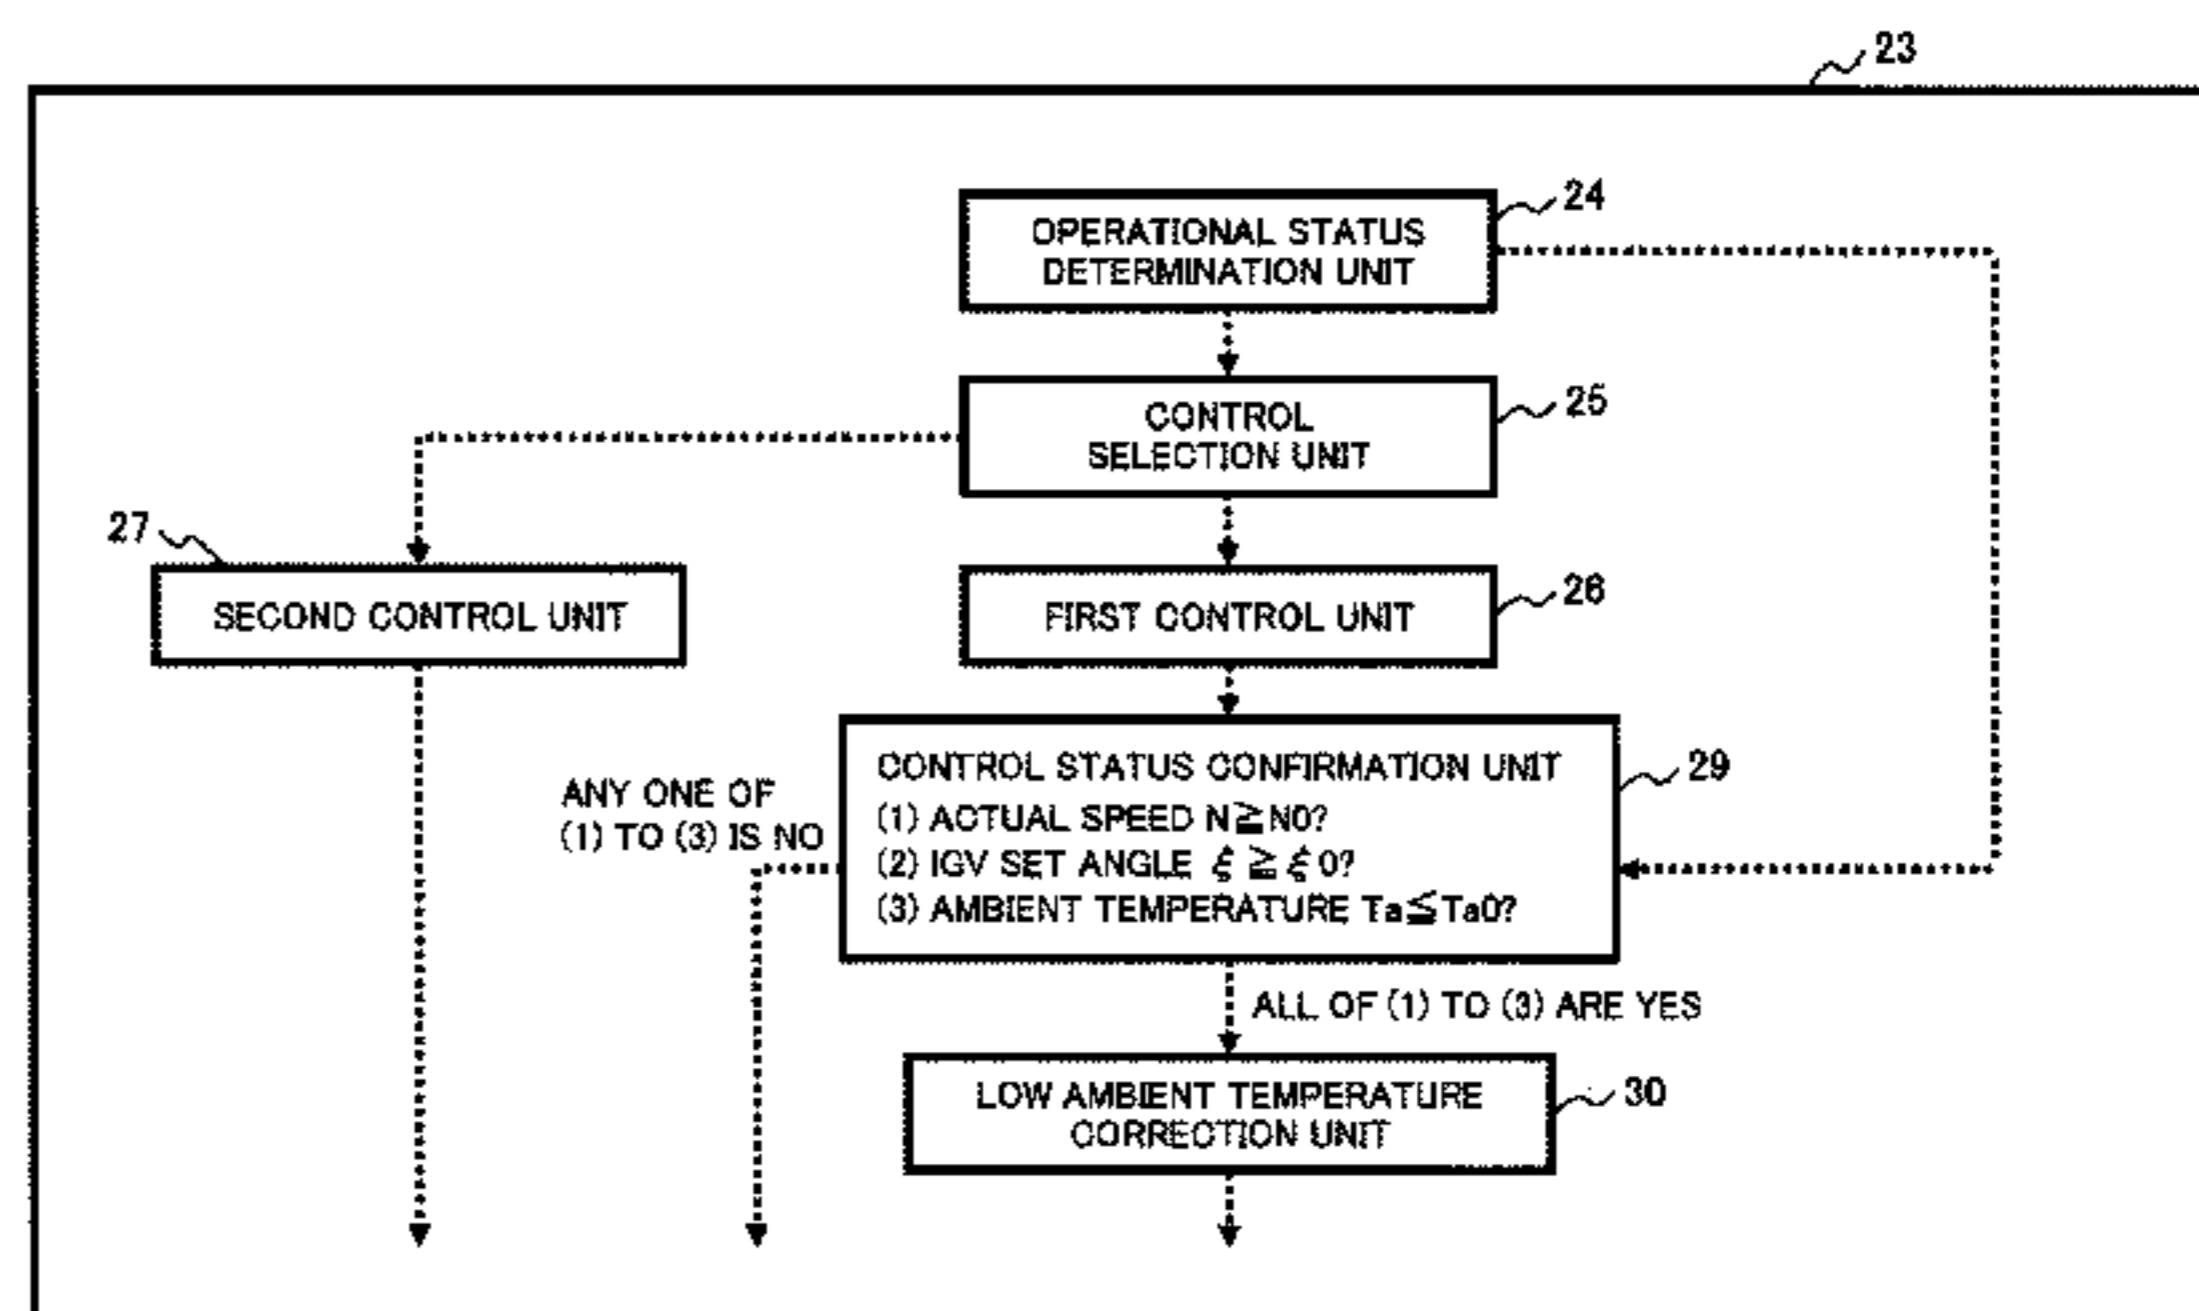 23
24
OPERATIONAL STATUS
DETERMINATION UNIT
25
CONTROL
SELECTION UNIT
27
SECOND CONTROL UNIT
26
FIRST CONTROL UNIT
29
CONTROL STATUS CONFIRMATION UNIT
(1) ACTUAL SPEED N≧N0?
(2) IGV SET ANGLE ξ ≧ ξ0?
(3) AMBIENT TEMPERATURE Ta≦Ta0?
ANY ONE OF
(1) TO (3) IS NO
ALL OF (1) TO (3) ARE YES
30
LOW AMBIENT TEMPERATURE
CORRECTION UNIT